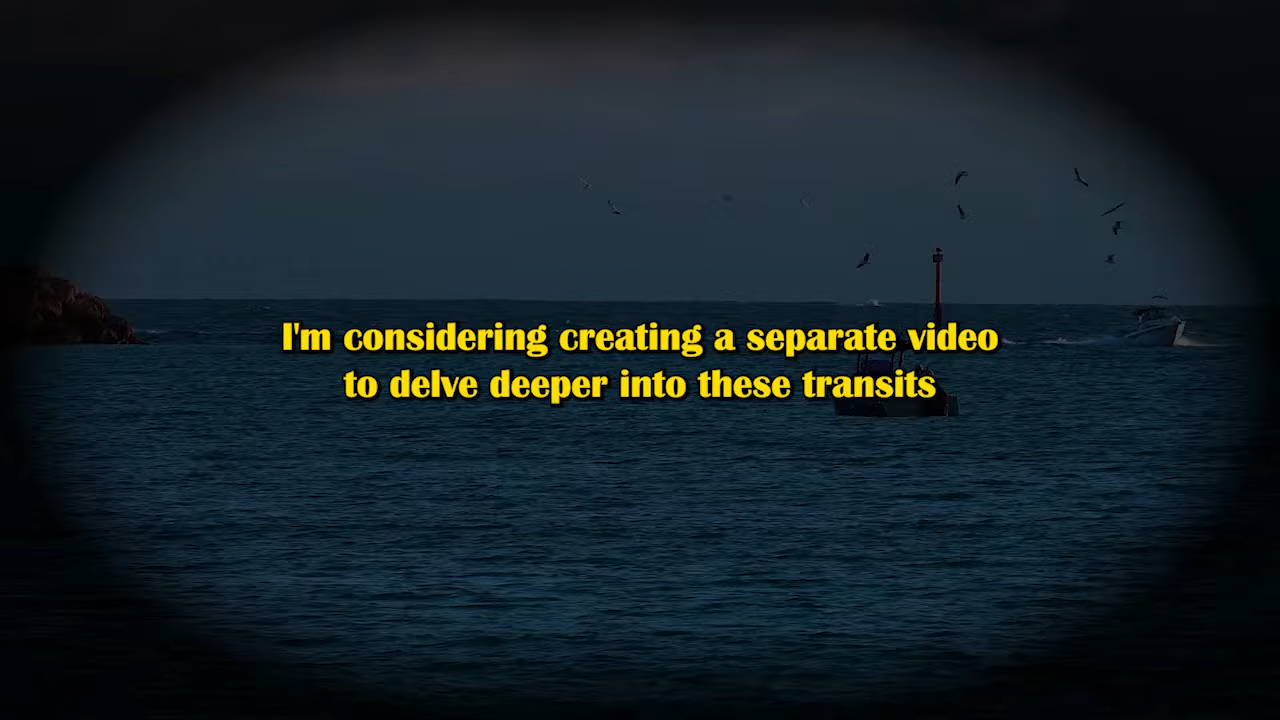 I'm considering creating a separate video
to delve deeper into these transits